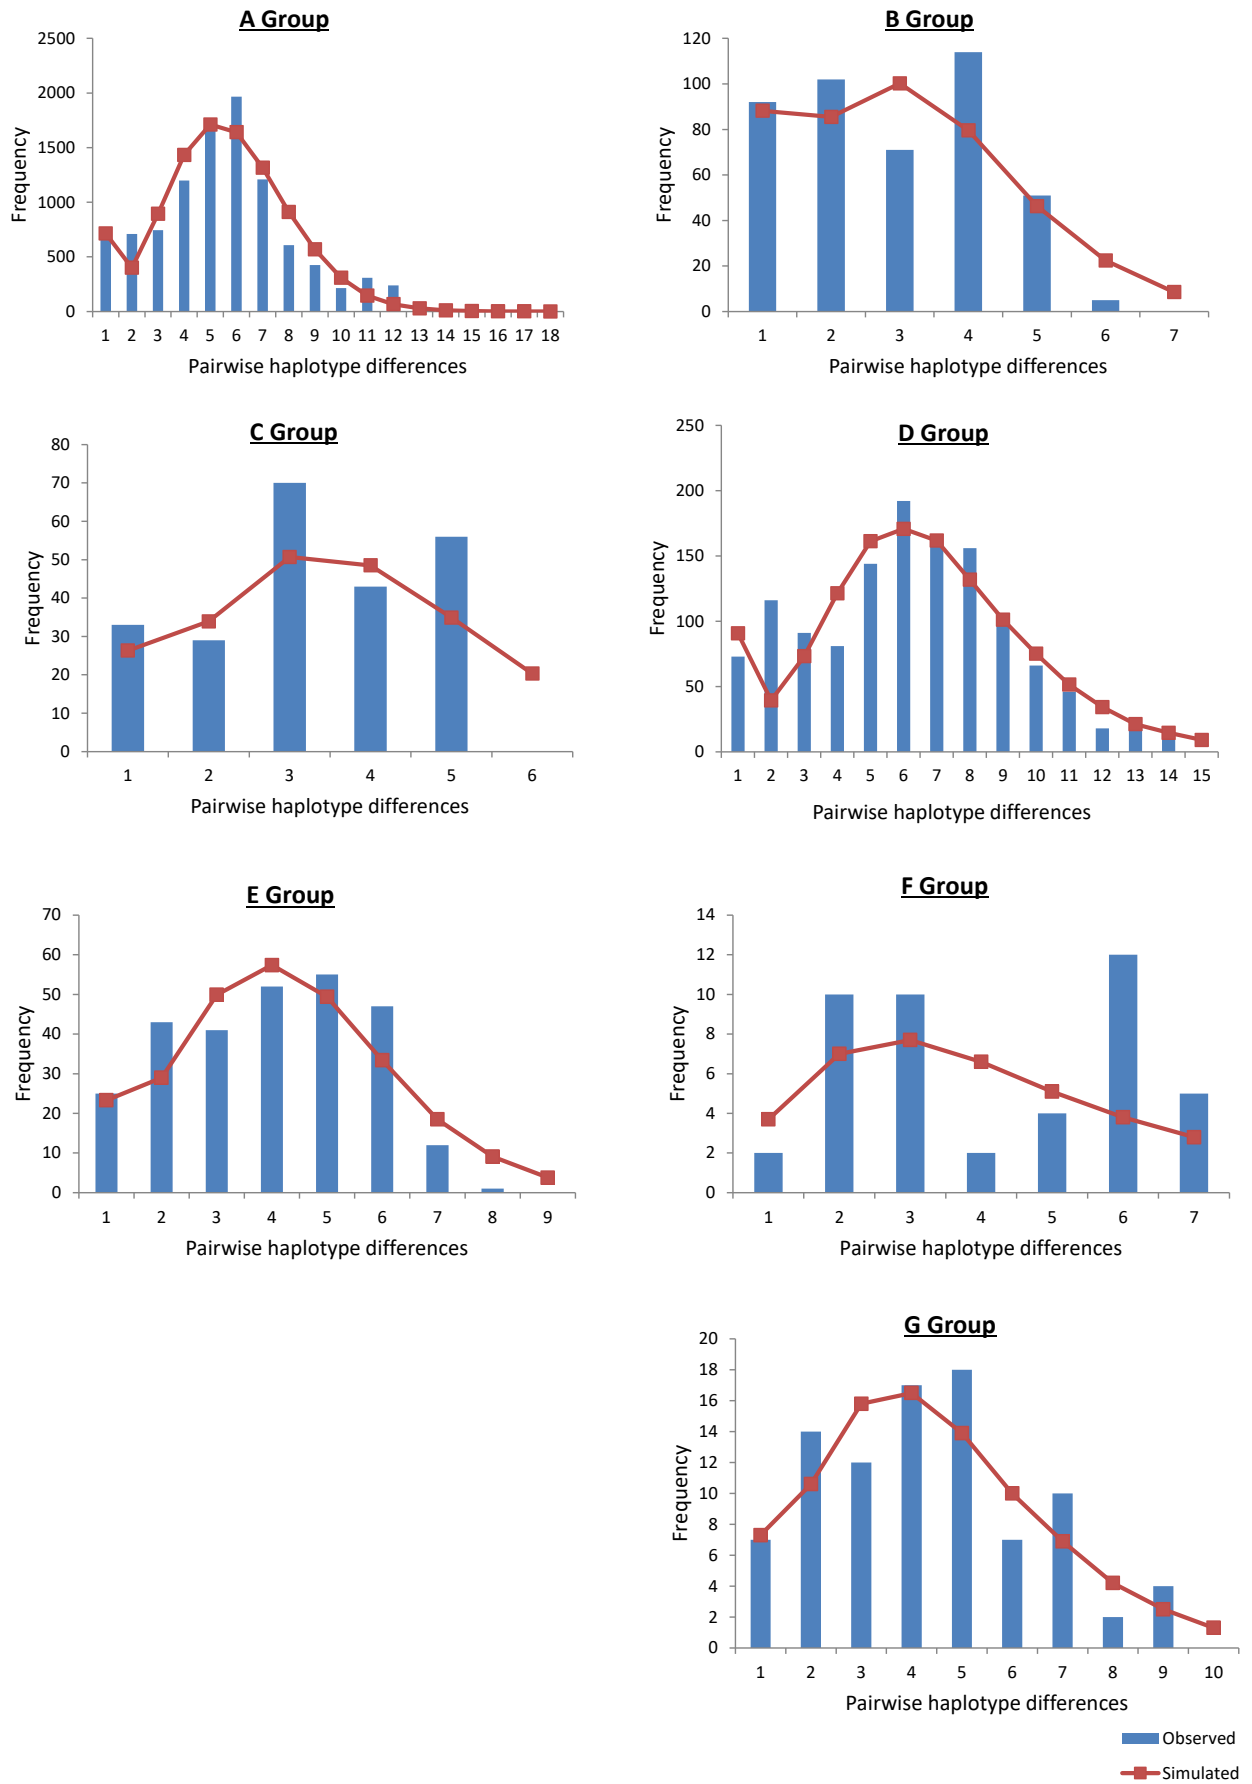 A Group
2500
2000
1500
1000
500
0
Frequency
1 2 3 4 5 6 7 8 9 10 11 12 13 14 15 16 17 18
Pairwise haplotype differences
B Group
120
100
80
60
40
20
0
Frequency
1 2 3 4 5 6 7
Pairwise haplotype differences
C Group
80
70
60
50
40
30
20
10
0
Frequency
1 2 3 4 5 6
Pairwise haplotype differences
D Group
250
200
150
100
50
0
Frequency
1 2 3 4 5 6 7 8 9 10 11 12 13 14 15
Pairwise haplotype differences
E Group
70
60
50
40
30
20
10
0
Frequency
1 2 3 4 5 6 7 8 9
Pairwise haplotype differences
F Group
14
12
10
8
6
4
2
0
Frequency
1 2 3 4 5 6 7
Pairwise haplotype differences
G Group
20
18
16
14
12
10
8
6
4
2
0
Frequency
1 2 3 4 5 6 7 8 9 10
Pairwise haplotype differences
Observed
Simulated